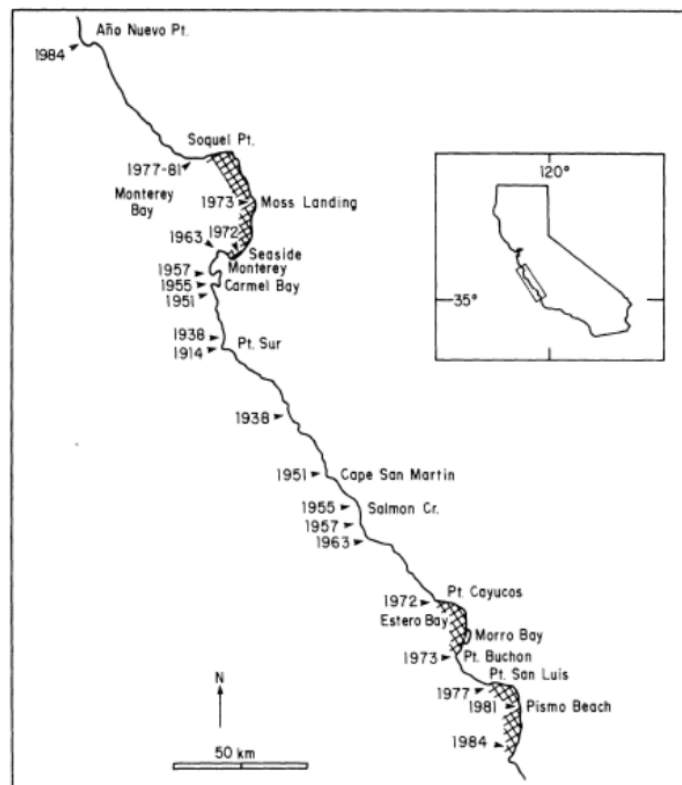 Año Nuevo Pt.
1984
Soquel Pt.
1977-81
Monterey
Bay
1973
Moss Landing
1972
1963
Seaside
Monterey
1957
1955
Carmel Bay
1951
1938
1914
Pt. Sur
1938
1951
Cape San Martin
1955
Salmon Cr.
1957
1963
Pt. Cayucos
1972
Estero Bay
Morro Bay
1973
Pt. Buchon
Pt. San Luis
1977
1981
Pismo Beach
1984
N
50 km
120°
35°